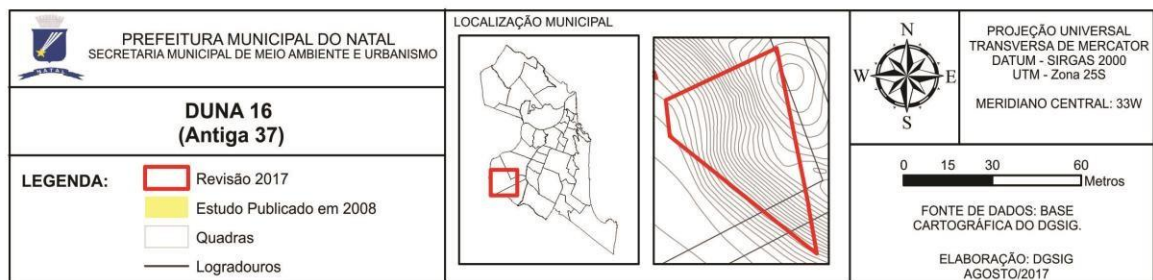 PREFEITURA MUNICIPAL DO NATAL
SECRETARIA MUNICIPAL DE MEIO AMBIENTE E URBANISMO
NATAL
DUNA 16
(Antiga 37)
LEGENDA:
Revisão 2017
Estudo Publicado em 2008
Quadras
Logradouros
LOCALIZAÇÃO MUNICIPAL
N
W E
S
PROJEÇÃO UNIVERSAL
TRANSVERSA DE MERCATOR
DATUM - SIRGAS 2000
UTM - Zona 25S
MERIDIANO CENTRAL: 33W
0 15 30 60
Metros
FONTE DE DADOS: BASE
CARTOGRÁFICA DO DGSIG.
ELABORAÇÃO: DGSIG
AGOSTO/2017